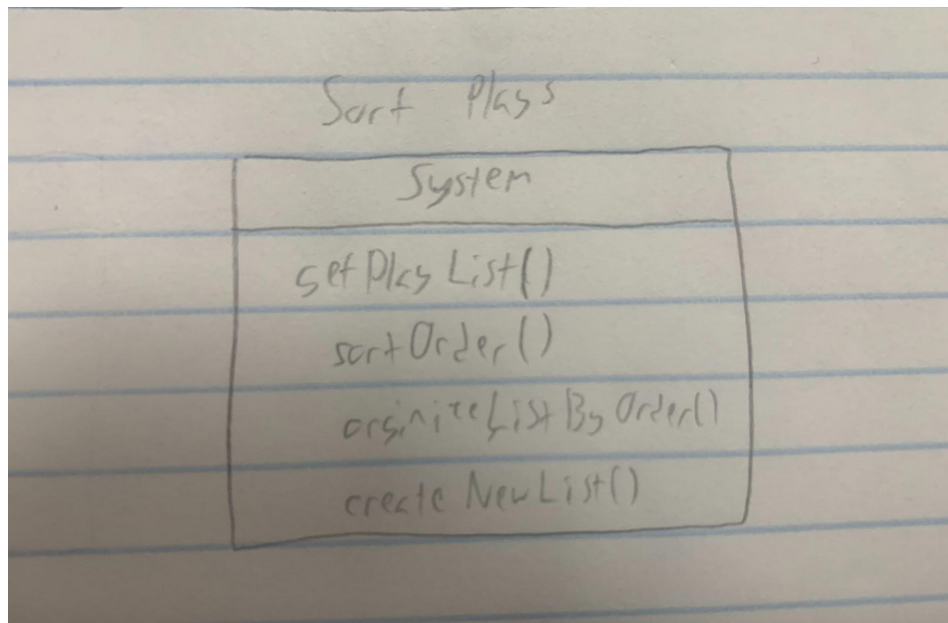 Sort Plays
System
setPlayList()
sortOrder()
orginizeListByOrder()
createNewList()